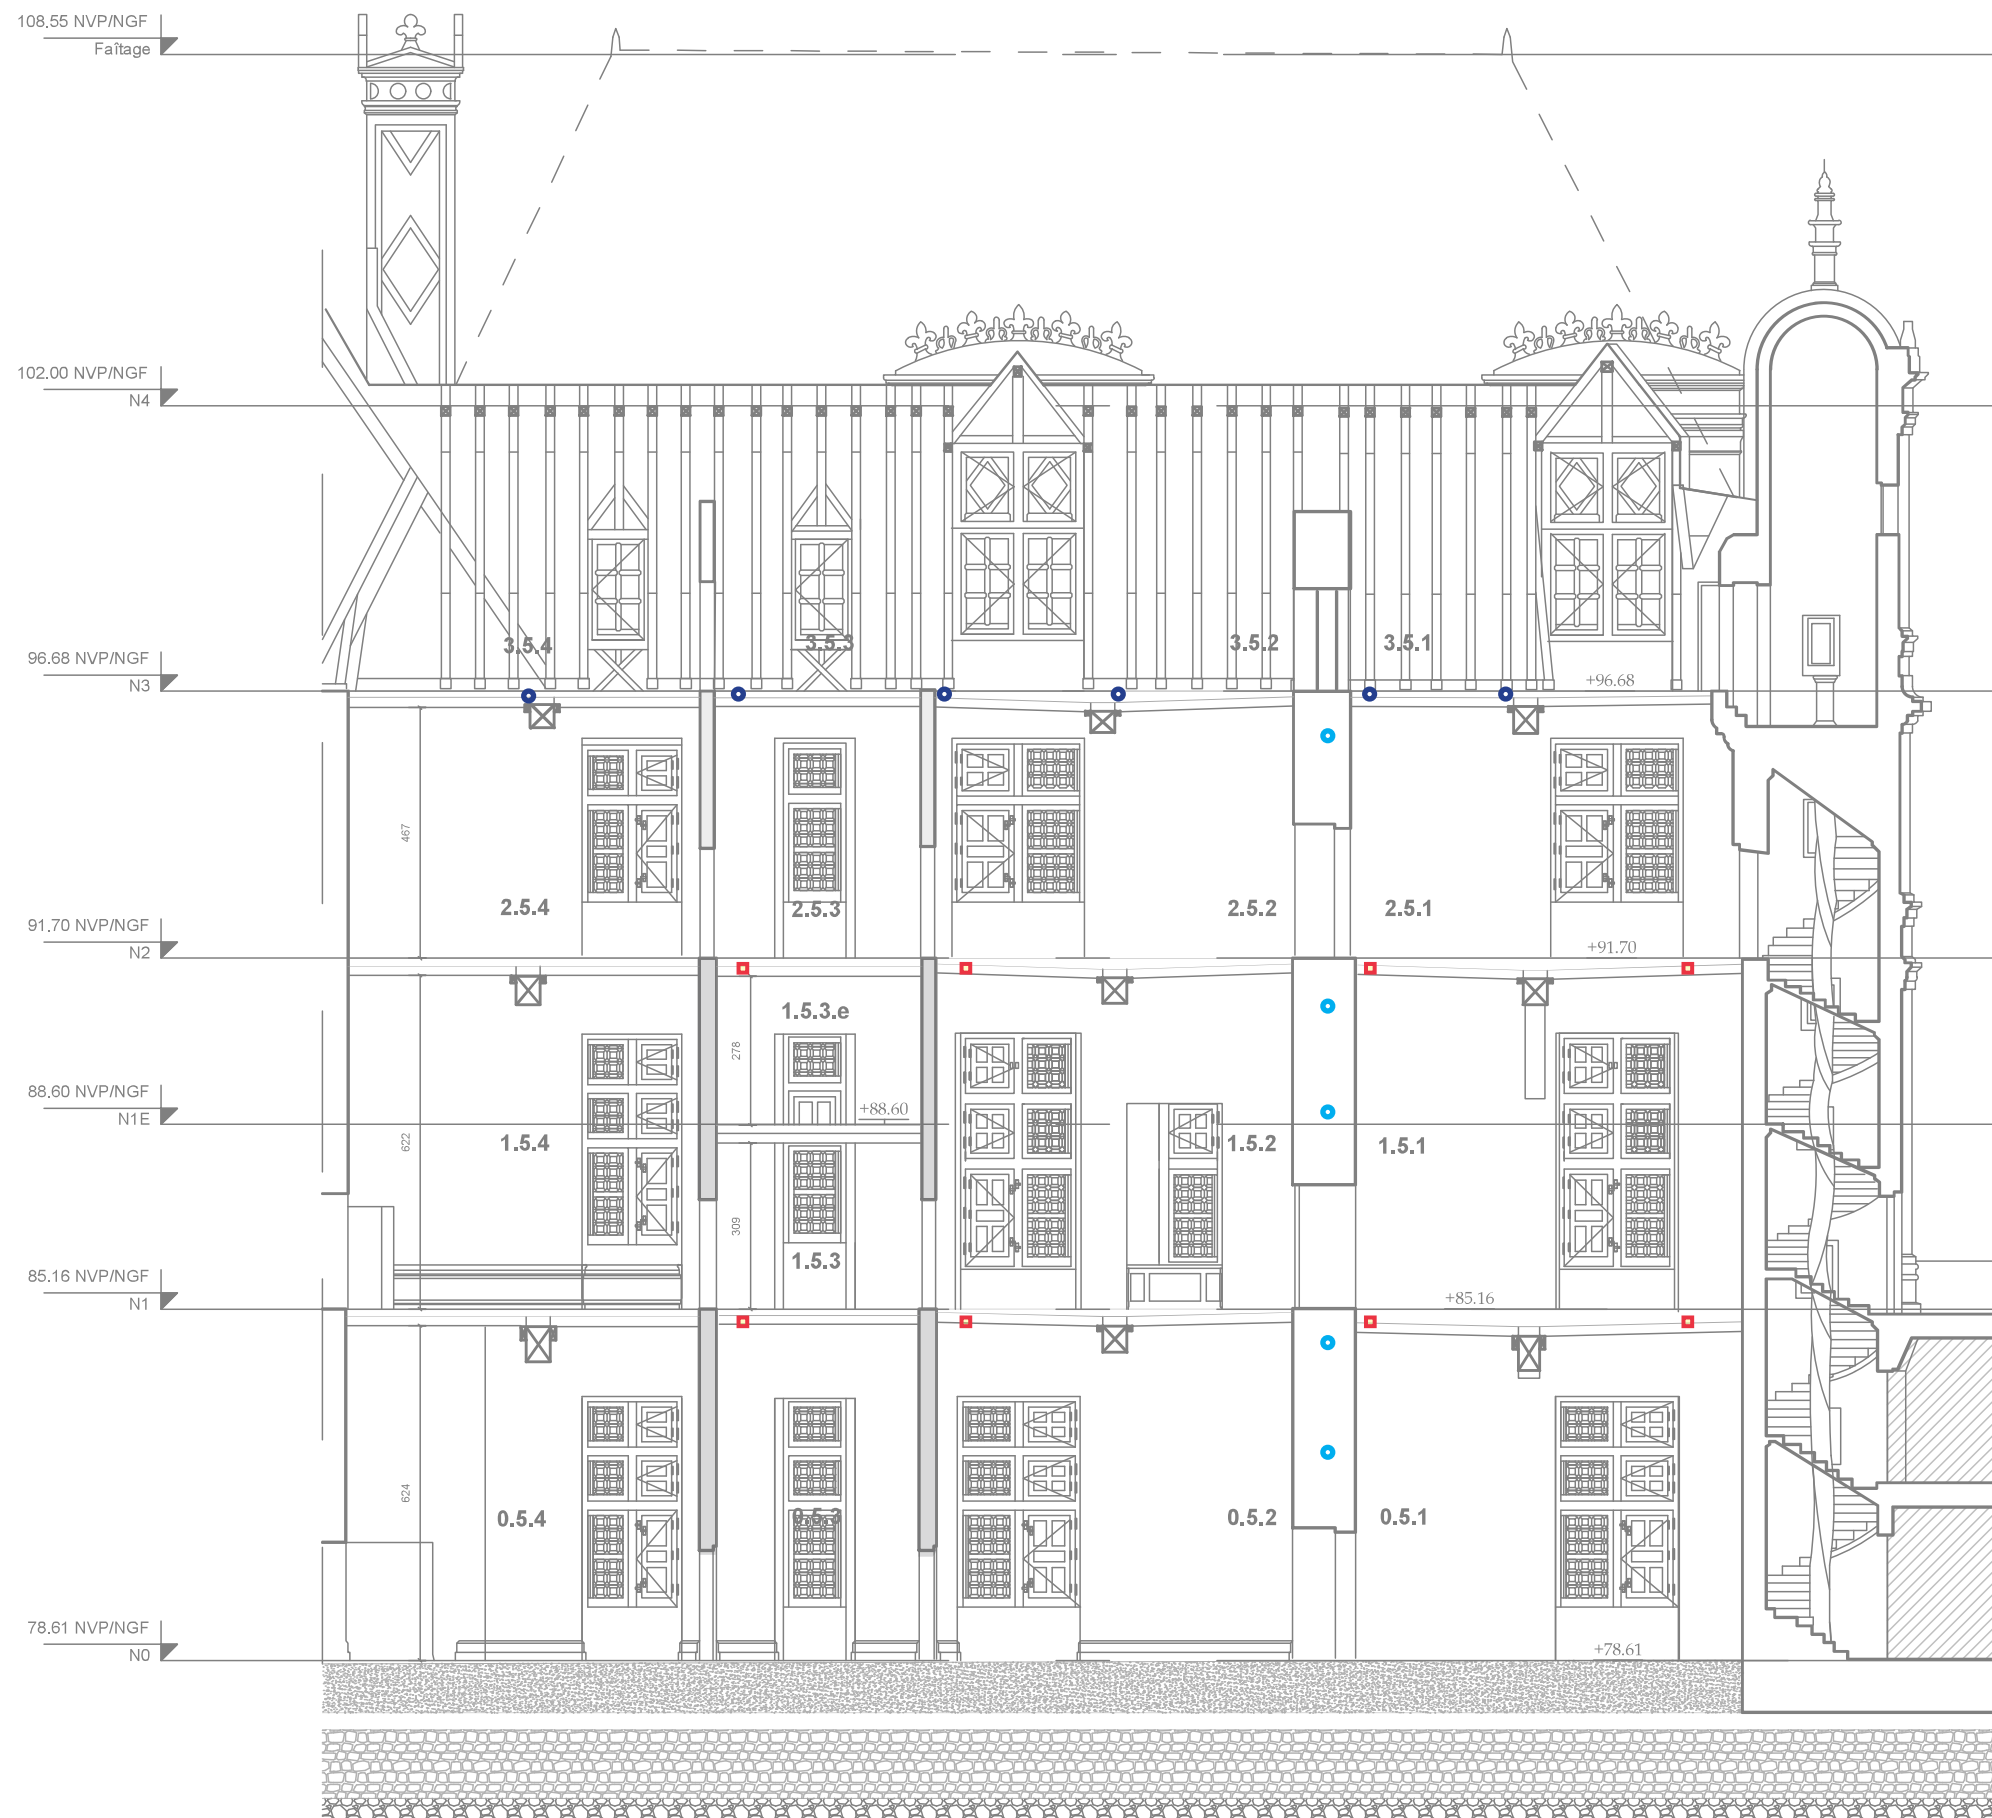 108.55 NVP/NGF
Faîtage
102.00 NVP/NGF
N4
3.5.4
3.5.3
3.5.2
3.5.1
96.68 NVP/NGF
N3
+96.68
467
2.5.4
2.5.3
2.5.2
2.5.1
91.70 NVP/NGF
N2
+91.70
1.5.3.e
278
88.60 NVP/NGF
N1E
+88.60
622
1.5.4
1.5.2
1.5.1
309
1.5.3
85.16 NVP/NGF
N1
+85.16
624
0.5.4
0.5.3
0.5.2
0.5.1
78.61 NVP/NGF
N0
+78.61